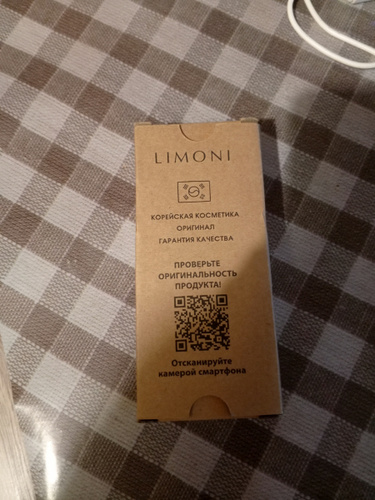 LIMONI
КОРЕЙСКАЯ КОСМЕТИКА
ОРИГИНАЛ
ГАРАНТИЯ КАЧЕСТВА
ПРОВЕРЬТЕ
ОРИГИНАЛЬНОСТЬ
ПРОДУКТА!
Отсканируйте
камерой смартфона